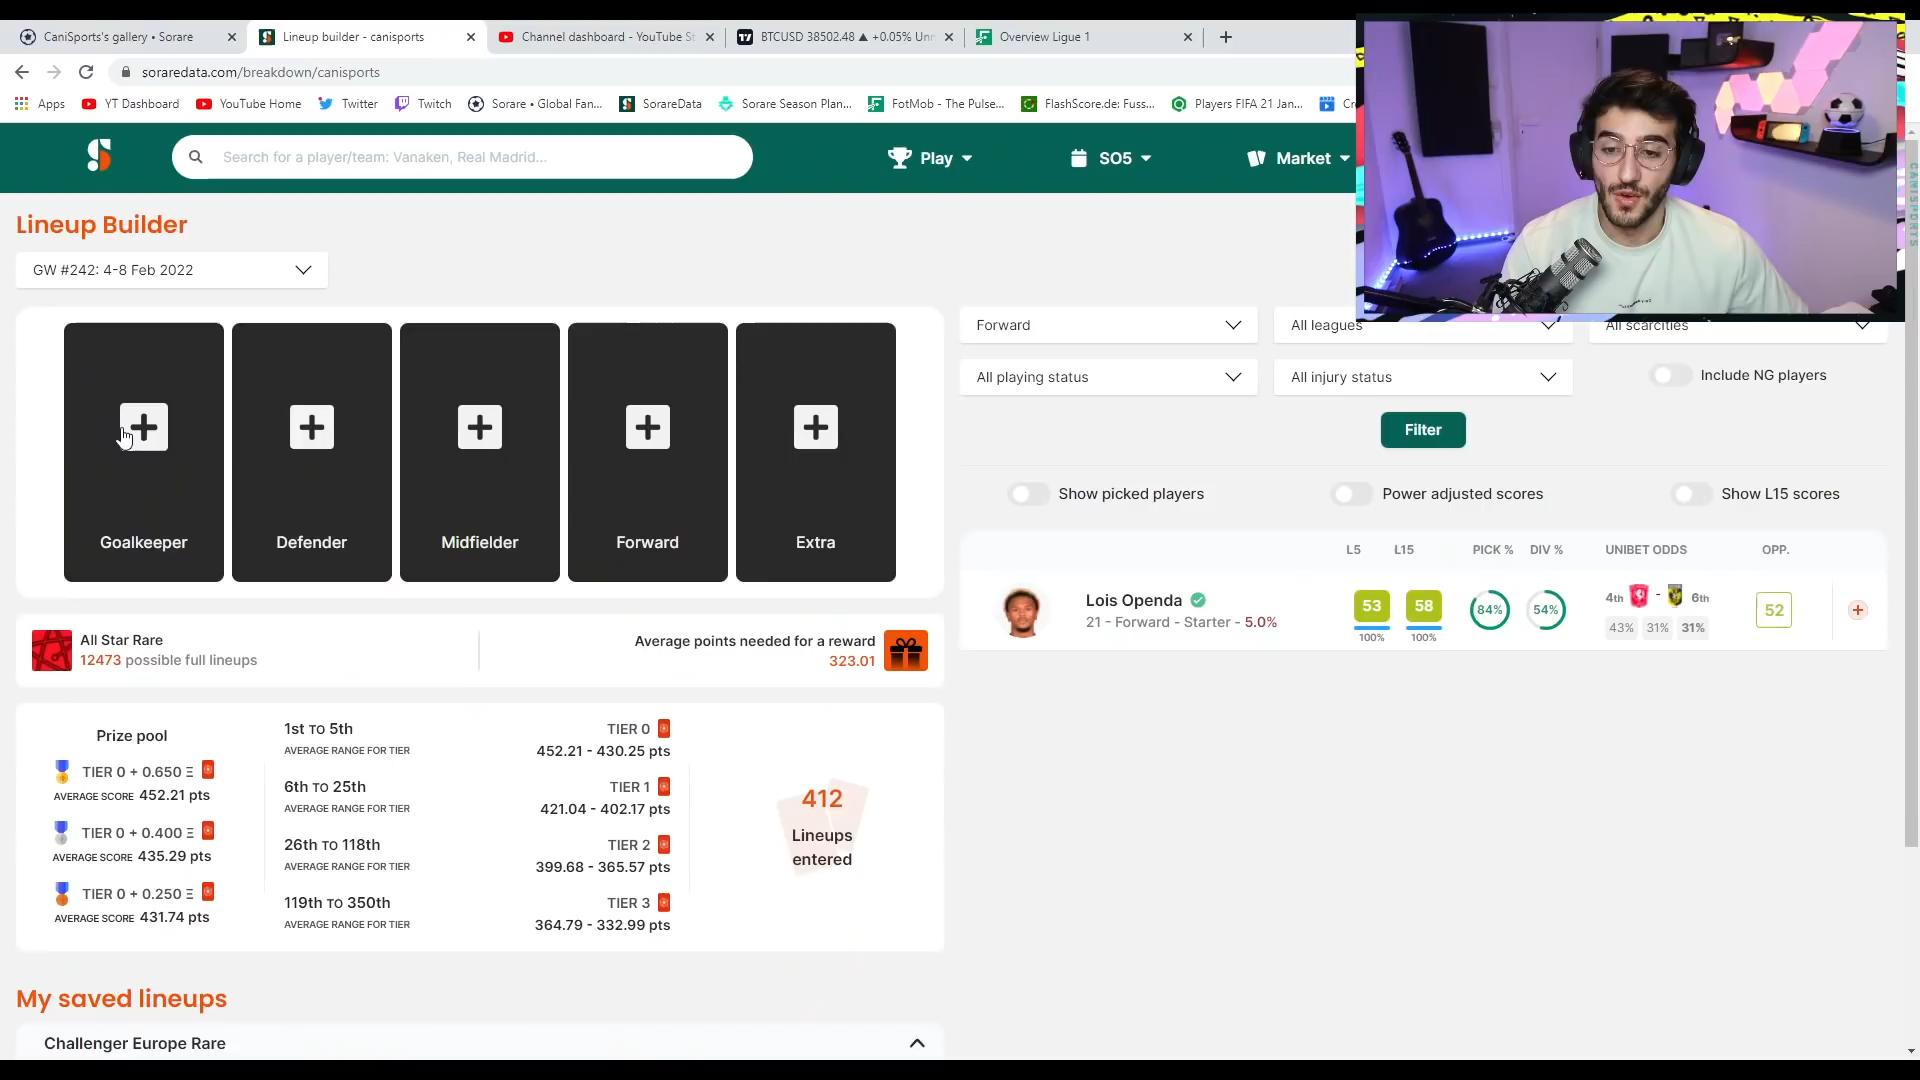 CaniSports's gallery • Sorare
Lineup builder - canisports
Channel dashboard - YouTube St
BTCUSD 38502.48 ▲ +0.05% Unn
Overview Ligue 1
soraredata.com/breakdown/canisports
Apps
YT Dashboard
YouTube Home
Twitter
Twitch
Sorare • Global Fan...
SorareData
Sorare Season Plan...
FotMob - The Pulse...
FlashScore.de: Fuss...
Players FIFA 21 Jan...
Search for a player/team: Vanaken, Real Madrid...
Play
SO5
Market
CANISPORTS
Lineup Builder
GW #242: 4-8 Feb 2022
Forward
All leagues
All scarcities
All playing status
All injury status
Include NG players
Filter
Show picked players
Power adjusted scores
Show L15 scores
Goalkeeper
Defender
Midfielder
Forward
Extra
L5
L15
PICK %
DIV %
UNIBET ODDS
OPP.
Lois Openda
21 - Forward - Starter - 5.0%
53
100%
58
100%
84%
54%
4th - 6th
43% 31% 31%
52
All Star Rare
12473 possible full lineups
Average points needed for a reward
323.01
Prize pool
TIER 0 + 0.650 Ξ
AVERAGE SCORE 452.21 pts
TIER 0 + 0.400 Ξ
AVERAGE SCORE 435.29 pts
TIER 0 + 0.250 Ξ
AVERAGE SCORE 431.74 pts
1st TO 5th
AVERAGE RANGE FOR TIER
TIER 0
452.21 - 430.25 pts
6th TO 25th
AVERAGE RANGE FOR TIER
TIER 1
421.04 - 402.17 pts
26th TO 118th
AVERAGE RANGE FOR TIER
TIER 2
399.68 - 365.57 pts
119th TO 350th
AVERAGE RANGE FOR TIER
TIER 3
364.79 - 332.99 pts
412
Lineups
entered
My saved lineups
Challenger Europe Rare